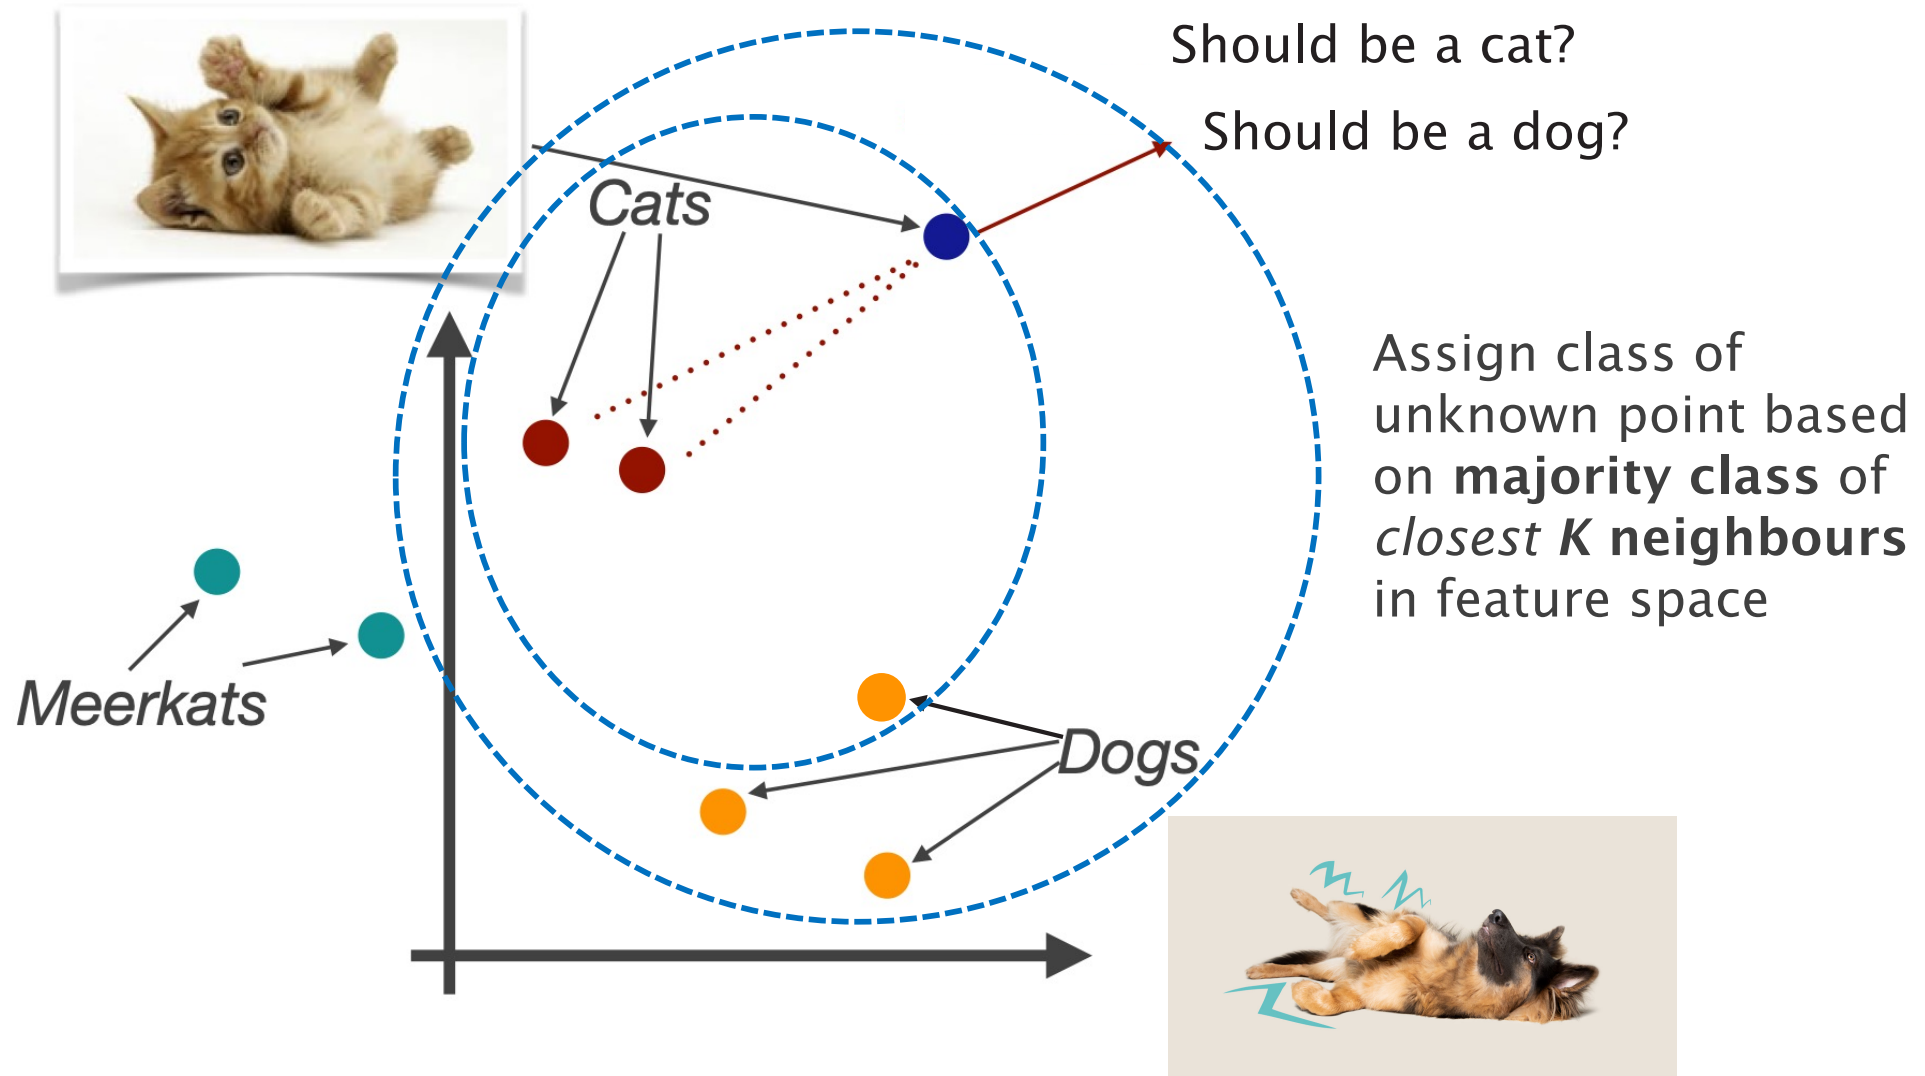 Should be a cat?
Should be a dog?
Cats
Assign class of
unknown point based
on majority class of
closest K neighbours
in feature space
Meerkats
Dogs